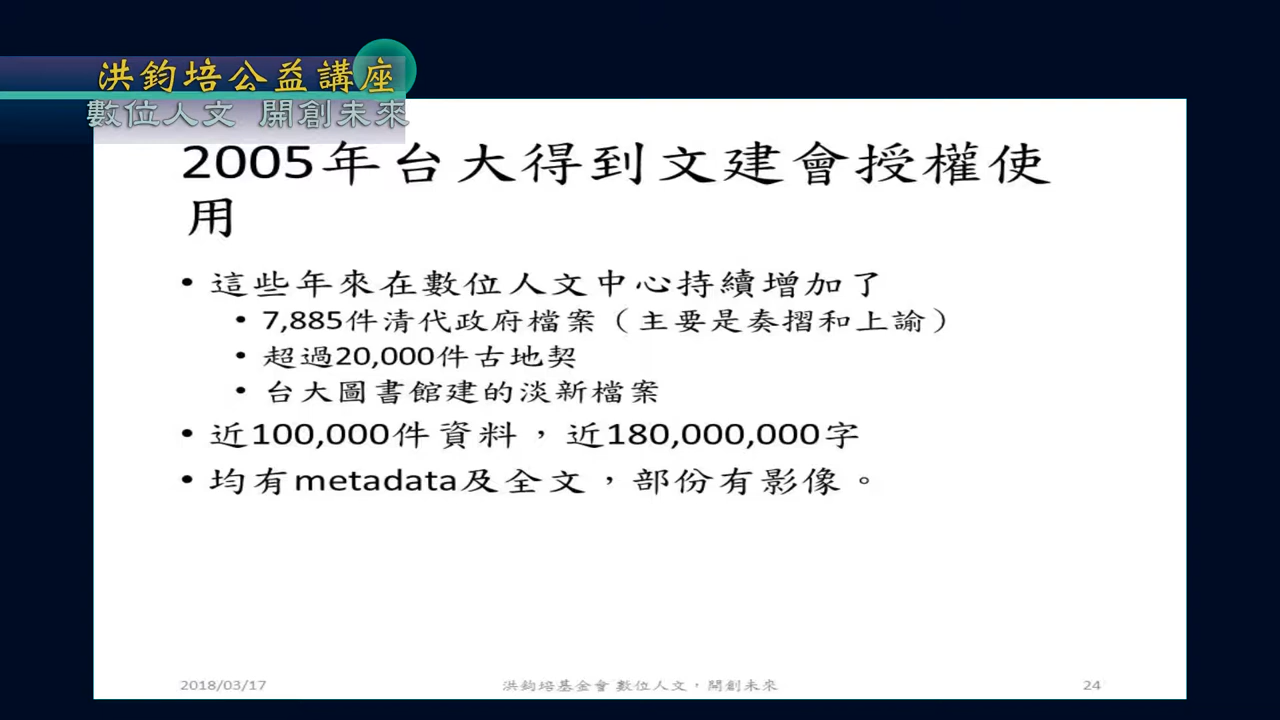 洪鈞培公益講座
數位人文 開創未來
2005年台大得到文建會授權使
用
• 這些年來在數位人文中心持續增加了
• 7,885件清代政府檔案（主要是奏摺和上諭）
• 超過20,000件古地契
• 台大圖書館建的淡新檔案
• 近100,000件資料，近180,000,000字
• 均有metadata及全文，部份有影像。
2018/03/17 洪鈞培基金會 數位人文，開創未來 24